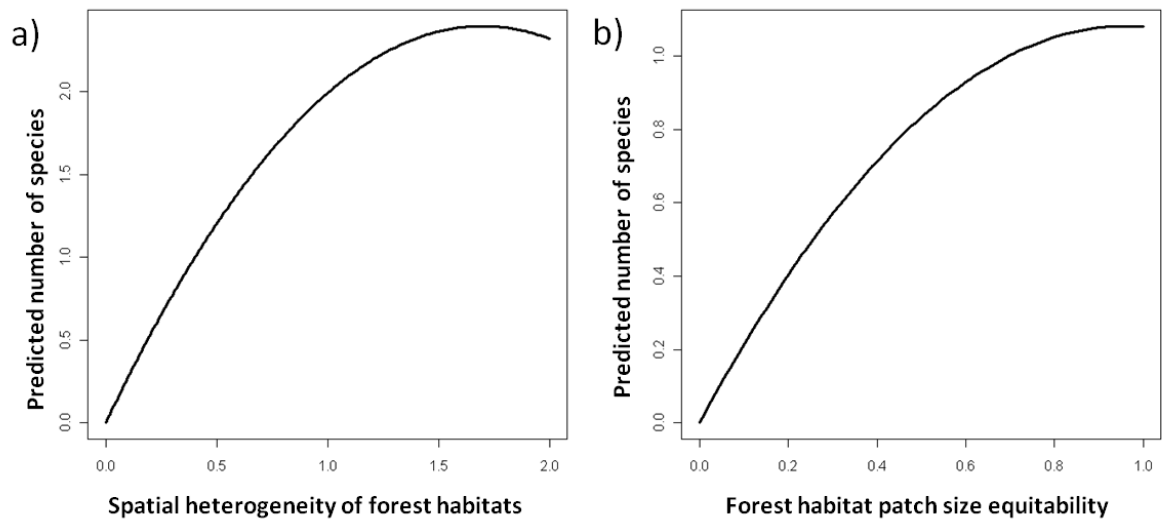 a)
Predicted number of species
2.0
1.5
1.0
0.5
0.0
0.0 0.5 1.0 1.5 2.0
Spatial heterogeneity of forest habitats
b)
Predicted number of species
1.0
0.8
0.6
0.4
0.2
0.0
0.0 0.2 0.4 0.6 0.8 1.0
Forest habitat patch size equitability